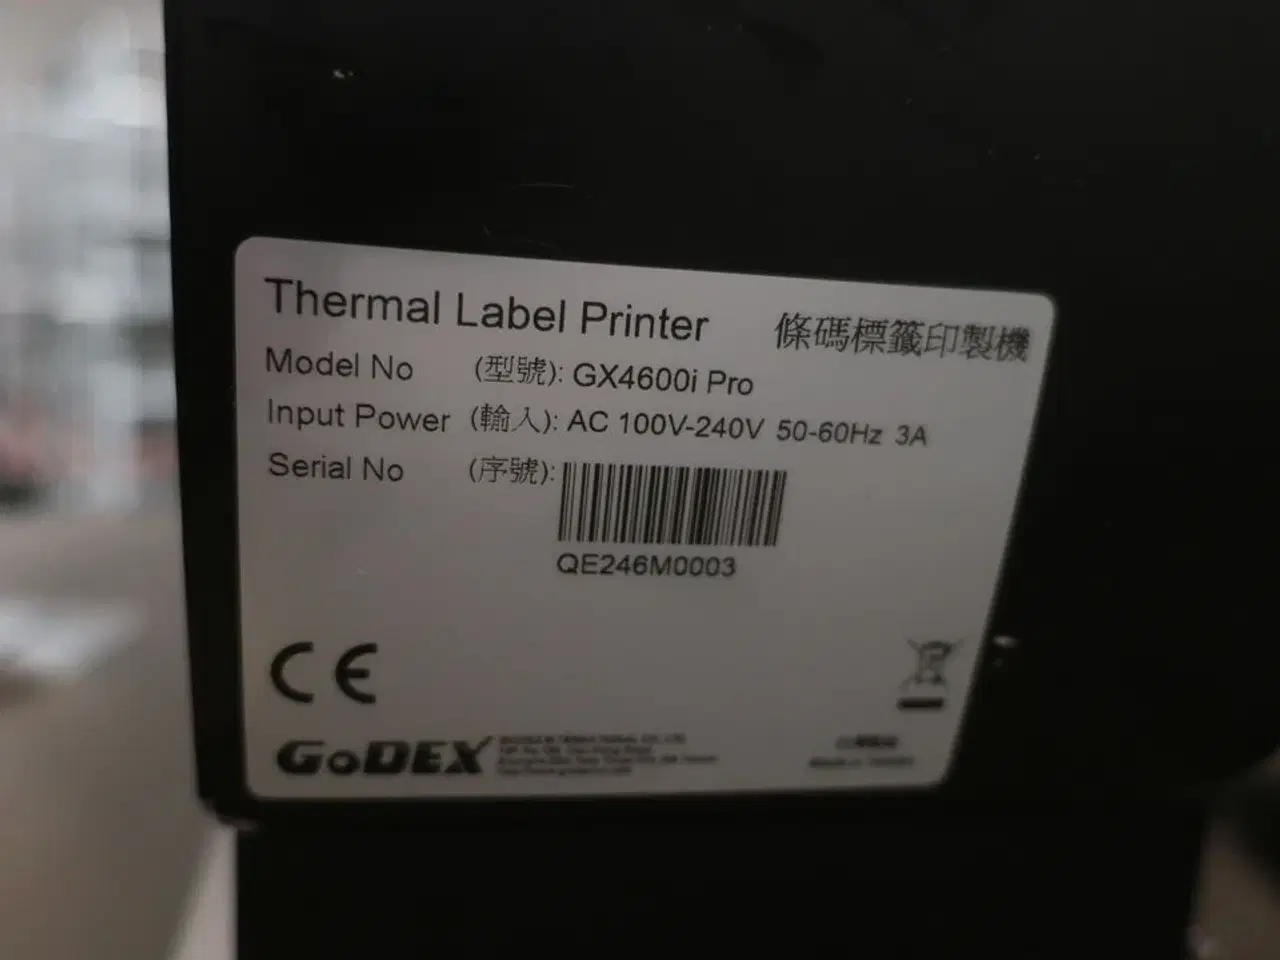 Thermal Label Printer 條碼標籤印製機
Model No (型號): GX4600i Pro
Input Power (輸入): AC 100V-240V 50-60Hz 3A
Serial No (序號):
QE246M0003
CE
GoDEX